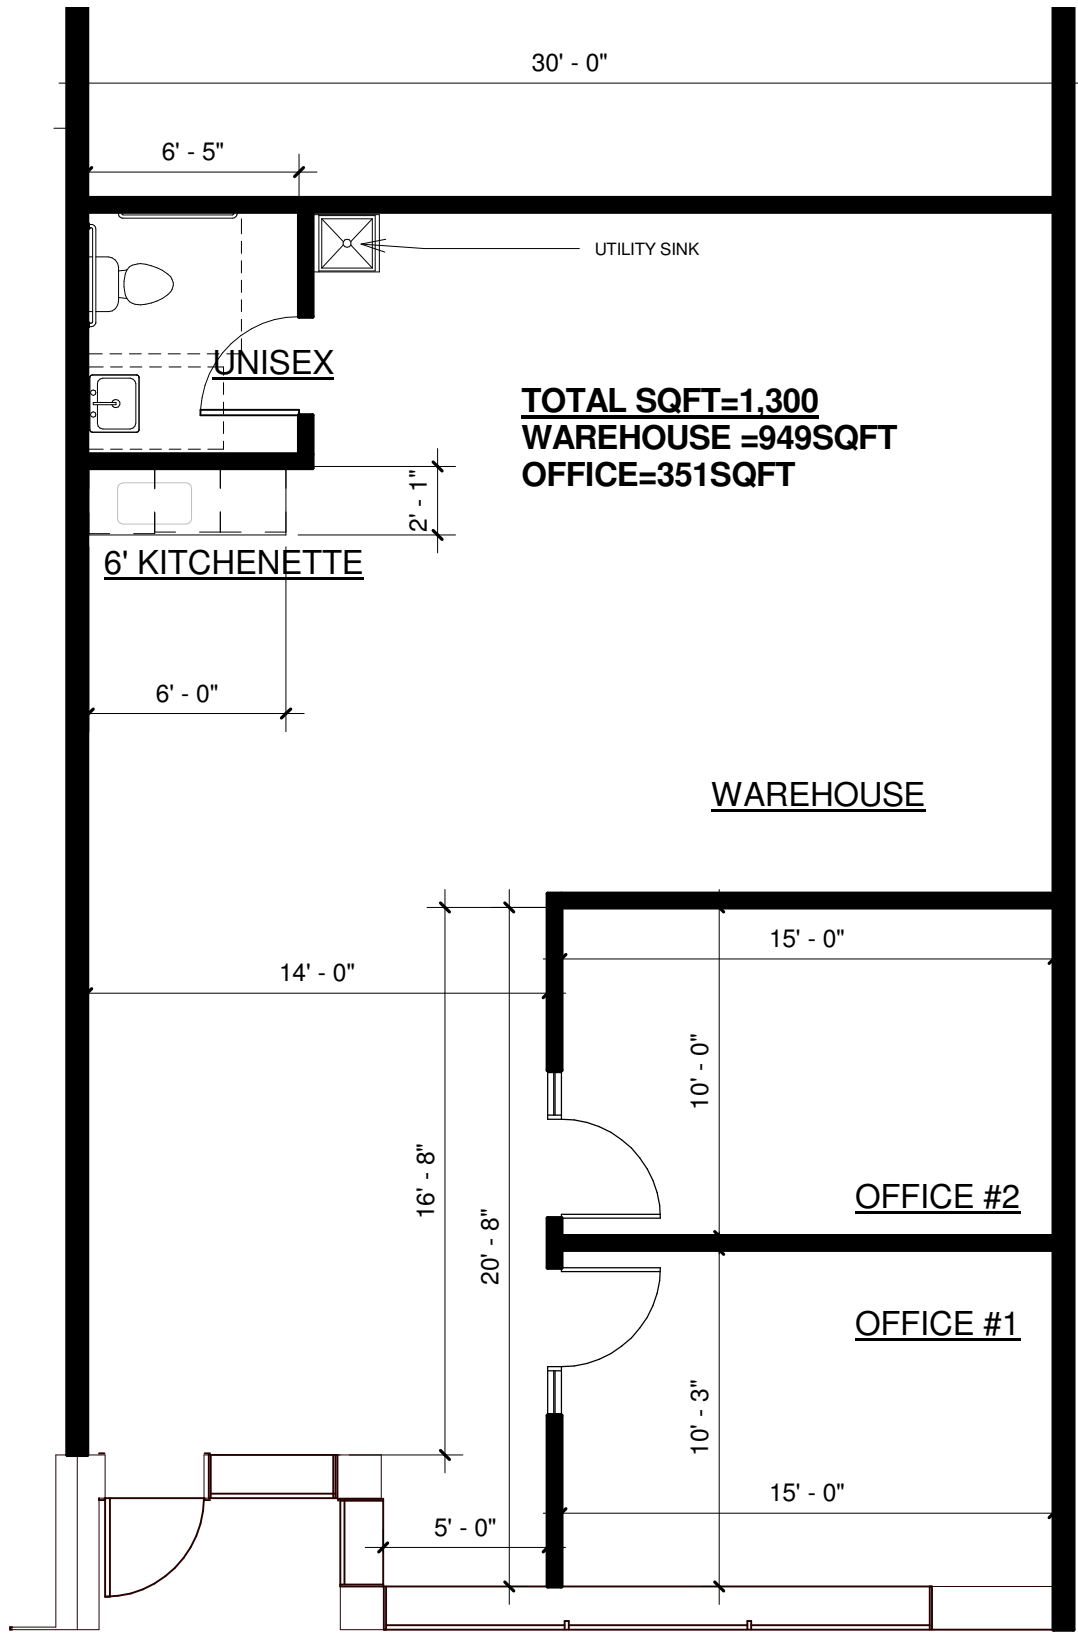 30' - 0"
6' - 5"
UTILITY SINK
UNISEX
TOTAL SQFT=1,300
WAREHOUSE =949SQFT
OFFICE=351SQFT
2' - 1"
6' KITCHENETTE
6' - 0"
WAREHOUSE
15' - 0"
14' - 0"
10' - 0"
16' - 8"
20' - 8"
OFFICE #2
OFFICE #1
10' - 3"
15' - 0"
5' - 0"